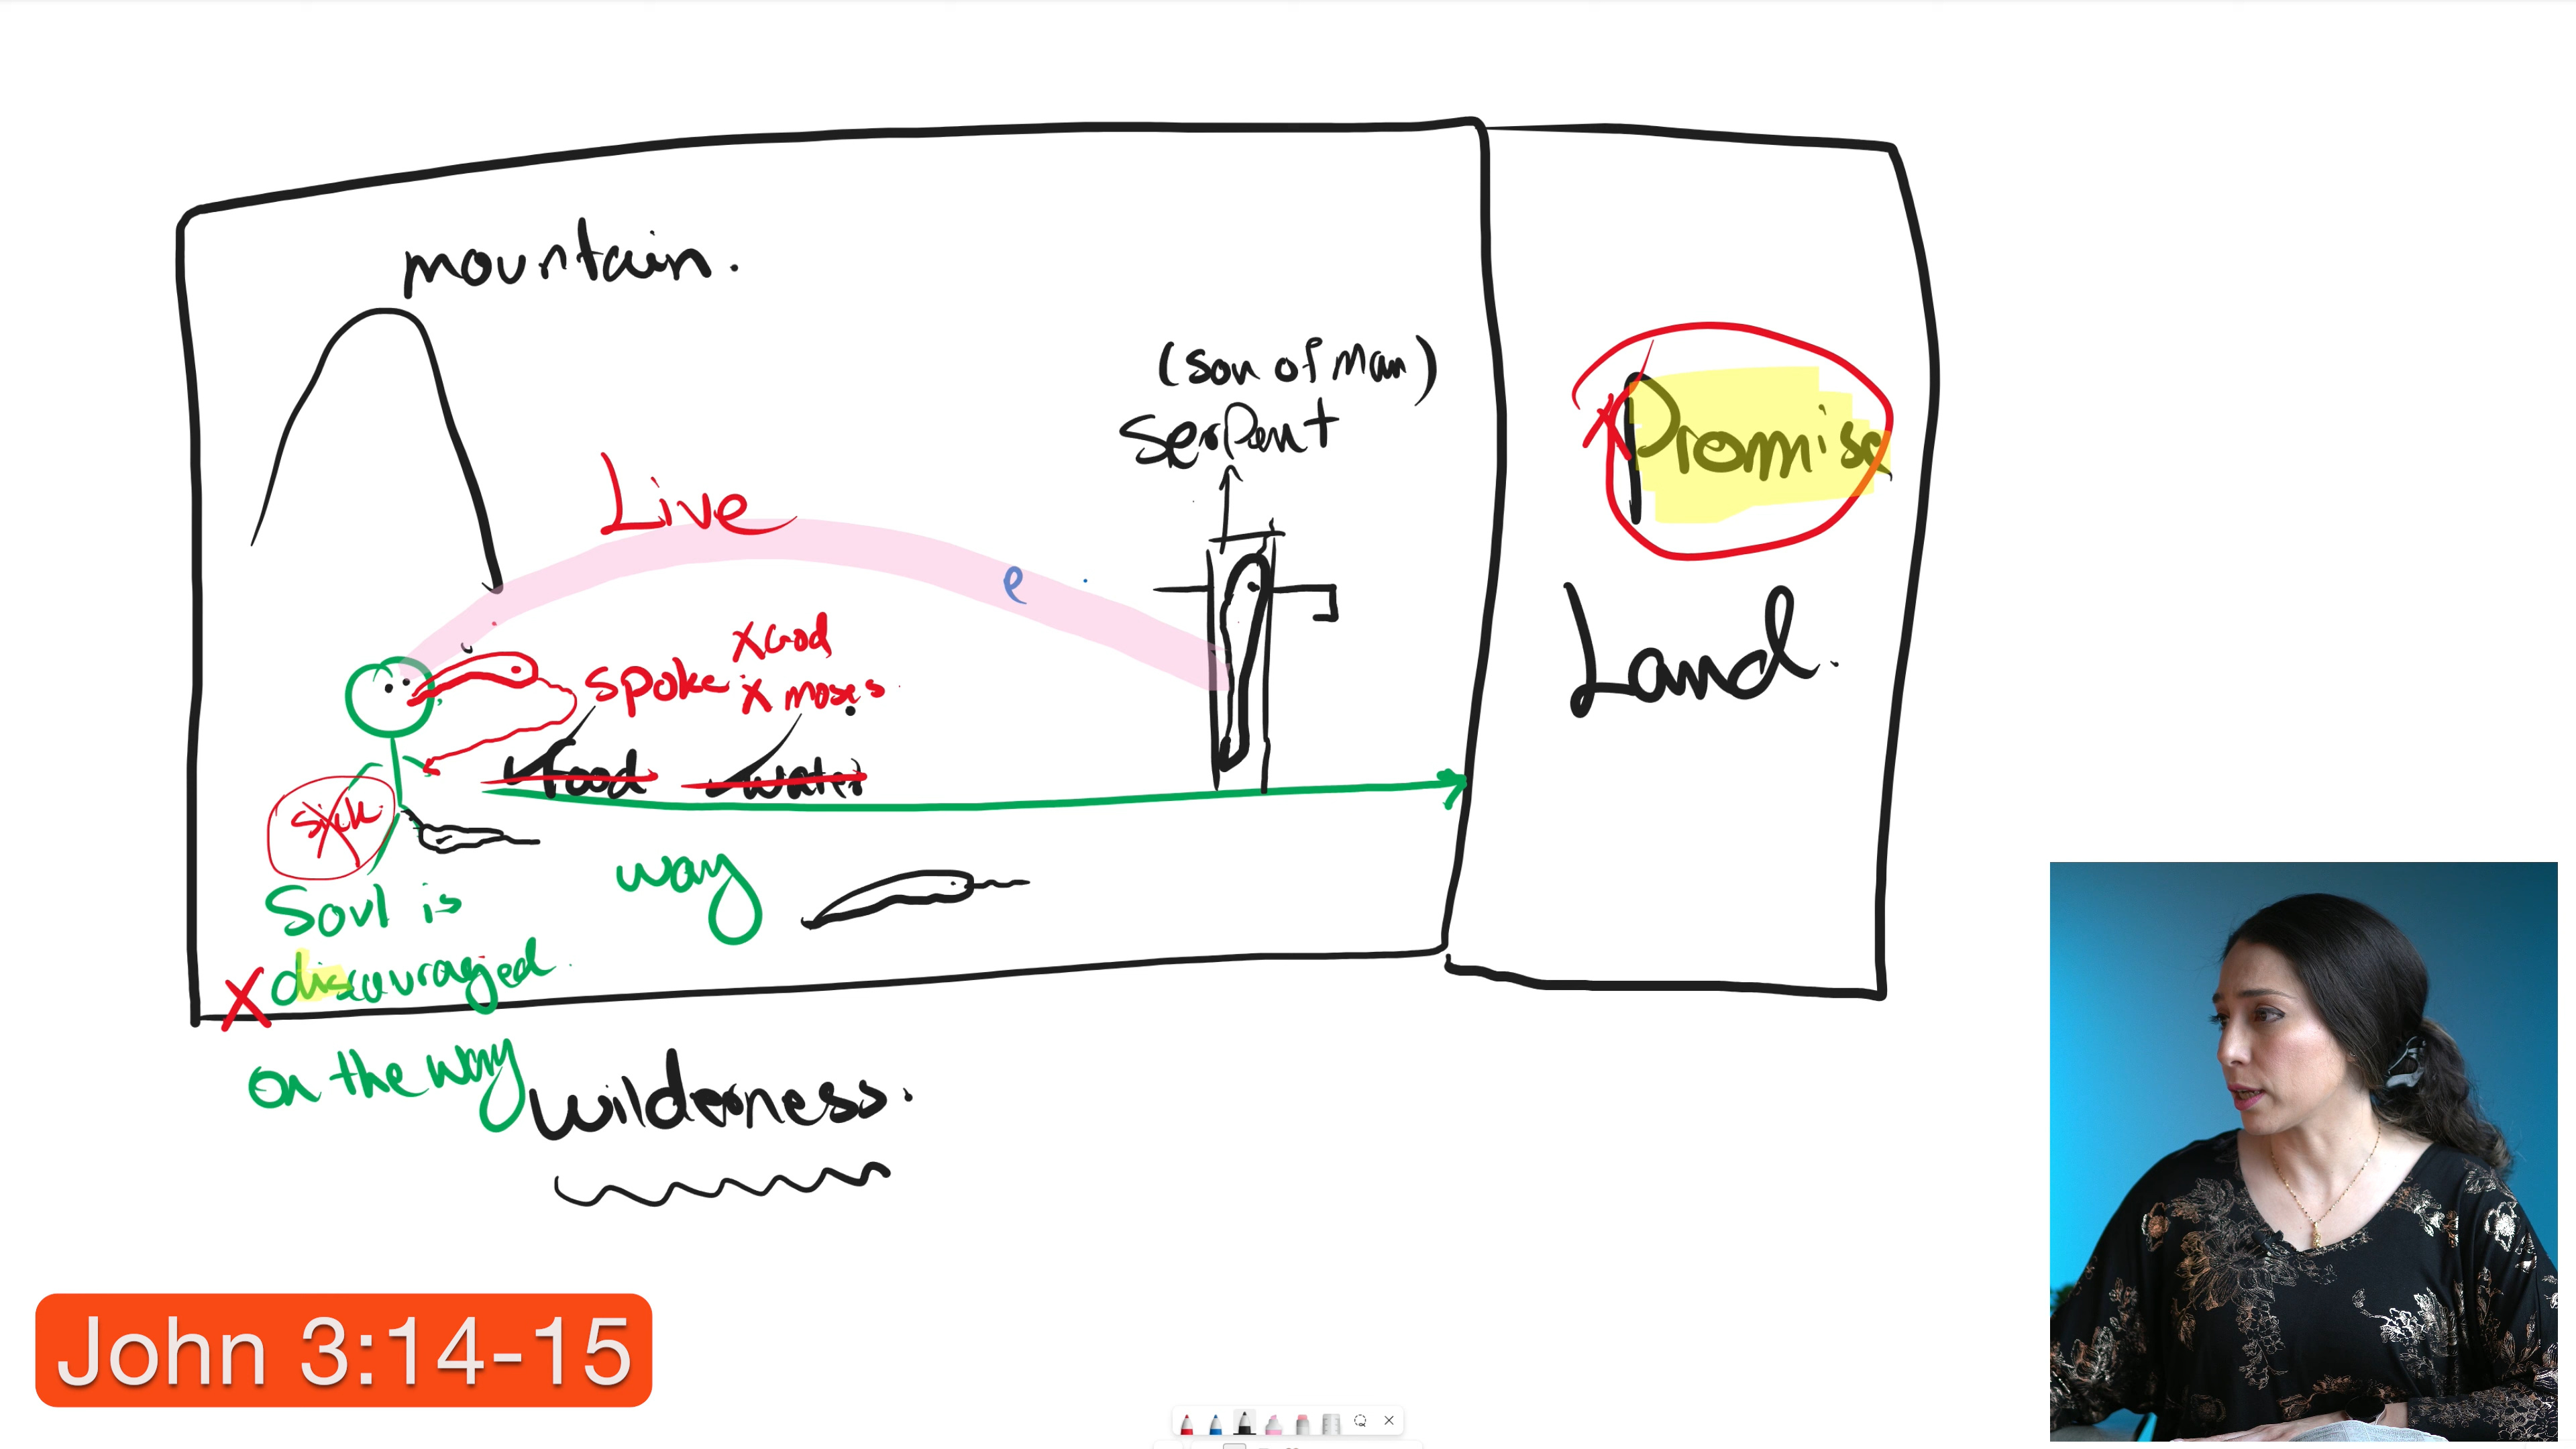 mountain.
(son of man)
serpent
Promise
Land.
Live
e
spoke x God
x moses
food water
sick
way
Soul is
x discouraged.
on the way
wilderness.
John 3:14-15